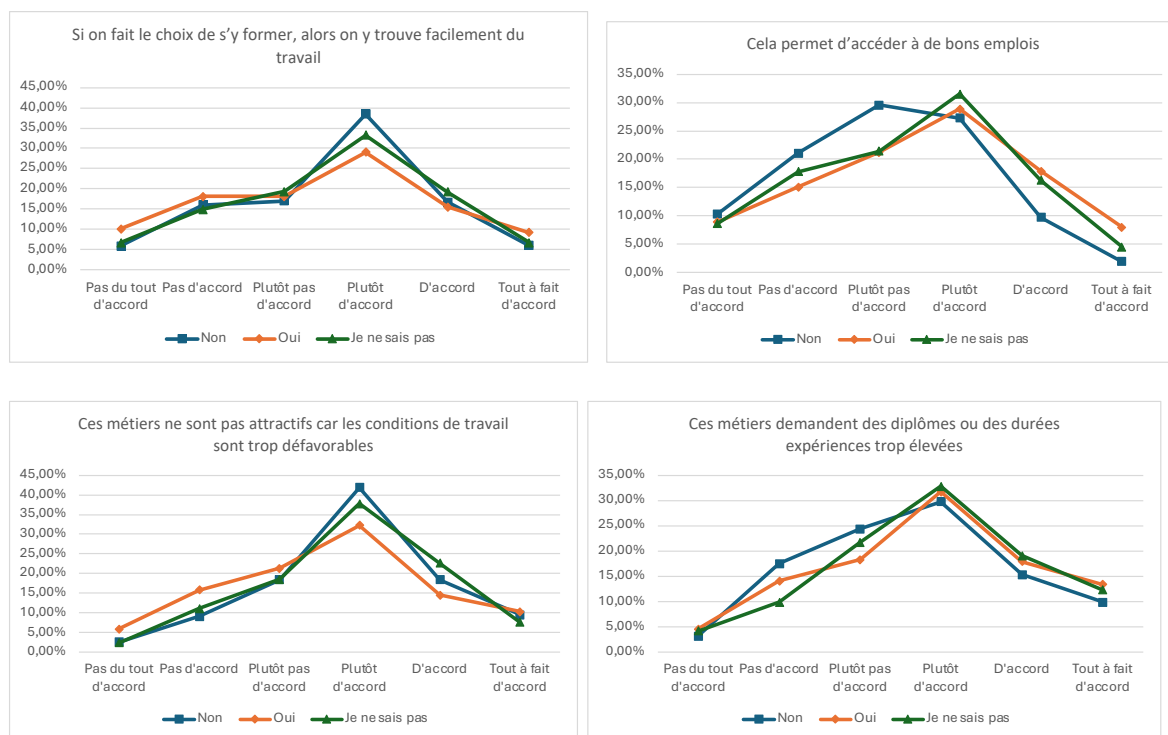 Si on fait le choix de s'y former, alors on y trouve facilement du
travail
45,00%
40,00%
35,00%
30,00%
25,00%
20,00%
15,00%
10,00%
5,00%
0,00%
Pas du tout Pas d'accord Plutôt pas Plutôt D'accord Tout à fait
d'accord d'accord d'accord d'accord
Non Oui Je ne sais pas
Cela permet d'accéder à de bons emplois
35,00%
30,00%
25,00%
20,00%
15,00%
10,00%
5,00%
0,00%
Pas du tout Pas d'accord Plutôt pas Plutôt D'accord Tout à fait
d'accord d'accord d'accord d'accord
Non Oui Je ne sais pas
Ces métiers ne sont pas attractifs car les conditions de travail
sont trop défavorables
45,00%
40,00%
35,00%
30,00%
25,00%
20,00%
15,00%
10,00%
5,00%
0,00%
Pas du tout Pas d'accord Plutôt pas Plutôt D'accord Tout à fait
d'accord d'accord d'accord d'accord
Non Oui Je ne sais pas
Ces métiers demandent des diplômes ou des durées
expériences trop élevées
35,00%
30,00%
25,00%
20,00%
15,00%
10,00%
5,00%
0,00%
Pas du tout Pas d'accord Plutôt pas Plutôt D'accord Tout à fait
d'accord d'accord d'accord d'accord
Non Oui Je ne sais pas